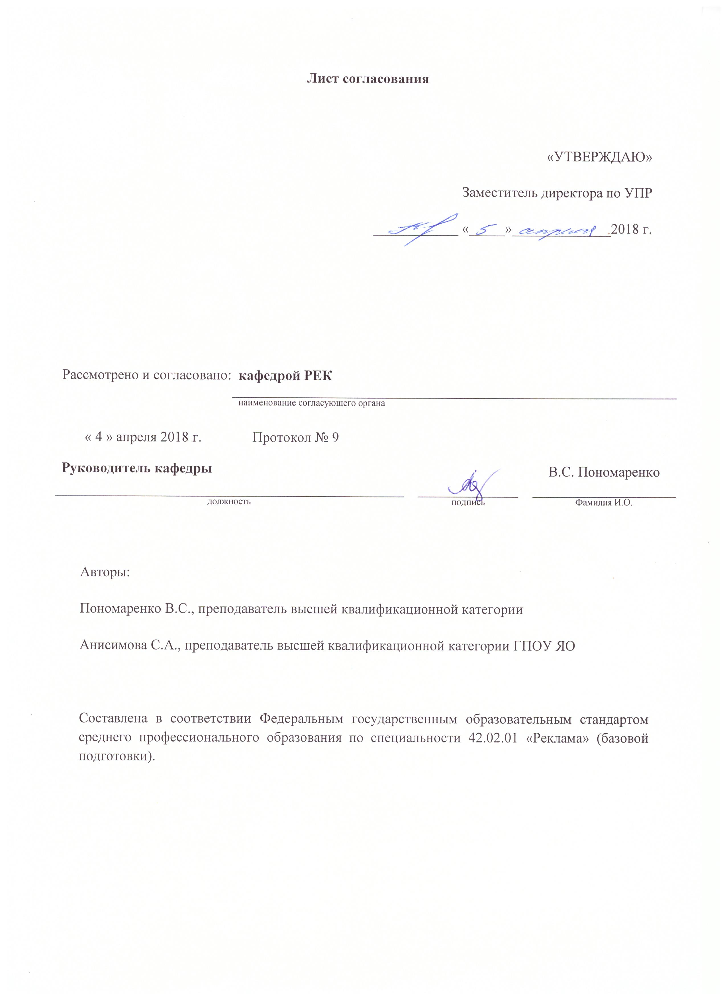 Лист согласования
«УТВЕРЖДАЮ»
Заместитель директора по УПР
« 5 » апреля .2018 г.
Рассмотрено и согласовано: кафедрой РЕК
наименование согласующего органа
« 4 » апреля 2018 г. Протокол № 9
Руководитель кафедры В.С. Пономаренко
должность подпись Фамилия И.О.
Авторы:
Пономаренко В.С., преподаватель высшей квалификационной категории
Анисимова С.А., преподаватель высшей квалификационной категории ГПОУ ЯО
Составлена в соответствии Федеральным государственным образовательным стандартом
среднего профессионального образования по специальности 42.02.01 «Реклама» (базовой
подготовки).